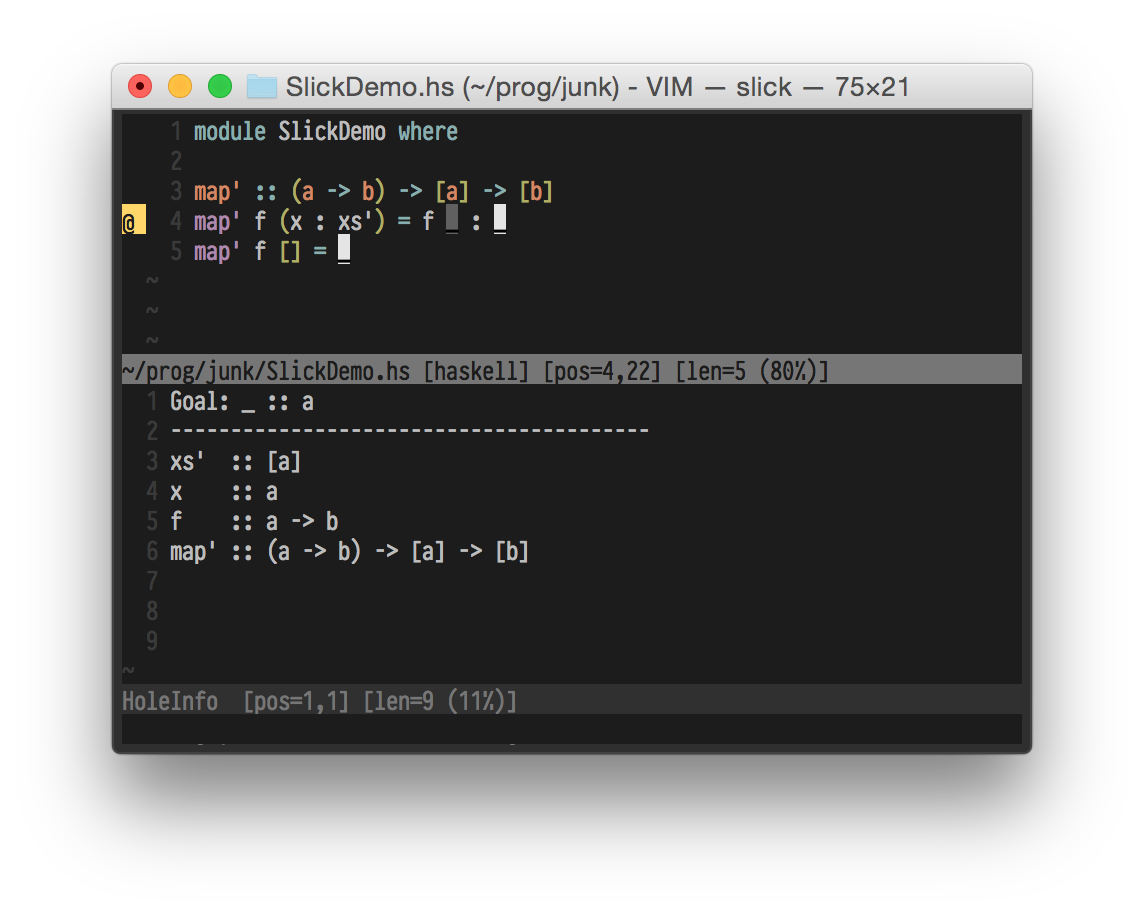 SlickDemo.hs (~/prog/junk) - VIM — slick — 75×21
1 module SlickDemo where
2
3 map' :: (a -> b) -> [a] -> [b]
@ 4 map' f (x : xs') = f _ : _
5 map' f [] = _
~
~
~
~/prog/junk/SlickDemo.hs [haskell] [pos=4,22] [len=5 (80%)]
1 Goal: _ :: a
2 ----------------------------------------
3 xs'  :: [a]
4 x    :: a
5 f    :: a -> b
6 map' :: (a -> b) -> [a] -> [b]
7
8
9
~
HoleInfo  [pos=1,1] [len=9 (11%)]